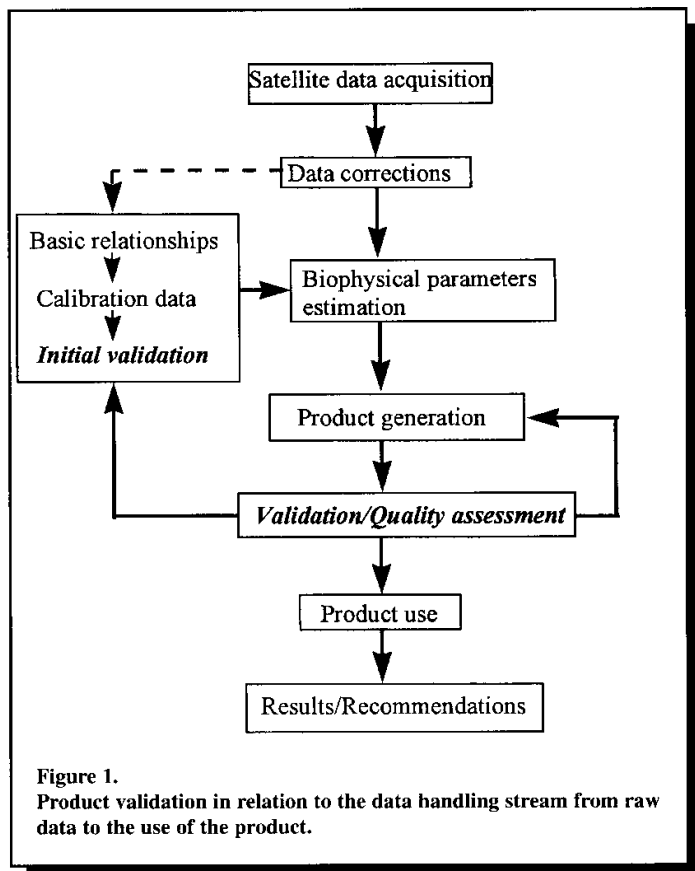 Satellite data acquisition
Data corrections
Basic relationships
Calibration data
Initial validation
Biophysical parameters
estimation
Product generation
Validation/Quality assessment
Product use
Results/Recommendations
Figure 1.
Product validation in relation to the data handling stream from raw
data to the use of the product.